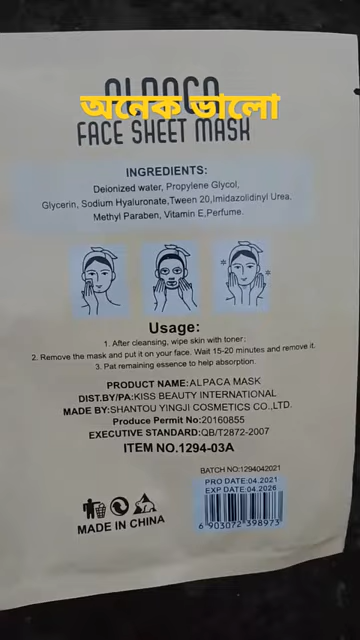 ALPACA
অনেক ভালো
FACE SHEET MASK
INGREDIENTS:
Deionized water, Propylene Glycol,
Glycerin, Sodium Hyaluronate,Tween 20,Imidazolidinyl Urea.
Methyl Paraben, Vitamin E,Perfume.
Usage:
1. After cleansing, wipe skin with toner;
2. Remove the mask and put it on your face. Wait 15-20 minutes and remove it.
3. Pat remaining essence to help absorption.
PRODUCT NAME:ALPACA MASK
DIST.BY/PA:KISS BEAUTY INTERNATIONAL
MADE BY:SHANTOU YINGJI COSMETICS CO.,LTD.
Produce Permit No:20160855
EXECUTIVE STANDARD:QB/T2872-2007
ITEM NO.1294-03A
BATCH NO:1294042021
PRO DATE:04.2021
EXP DATE:04.2026
MADE IN CHINA
6 903072 398973